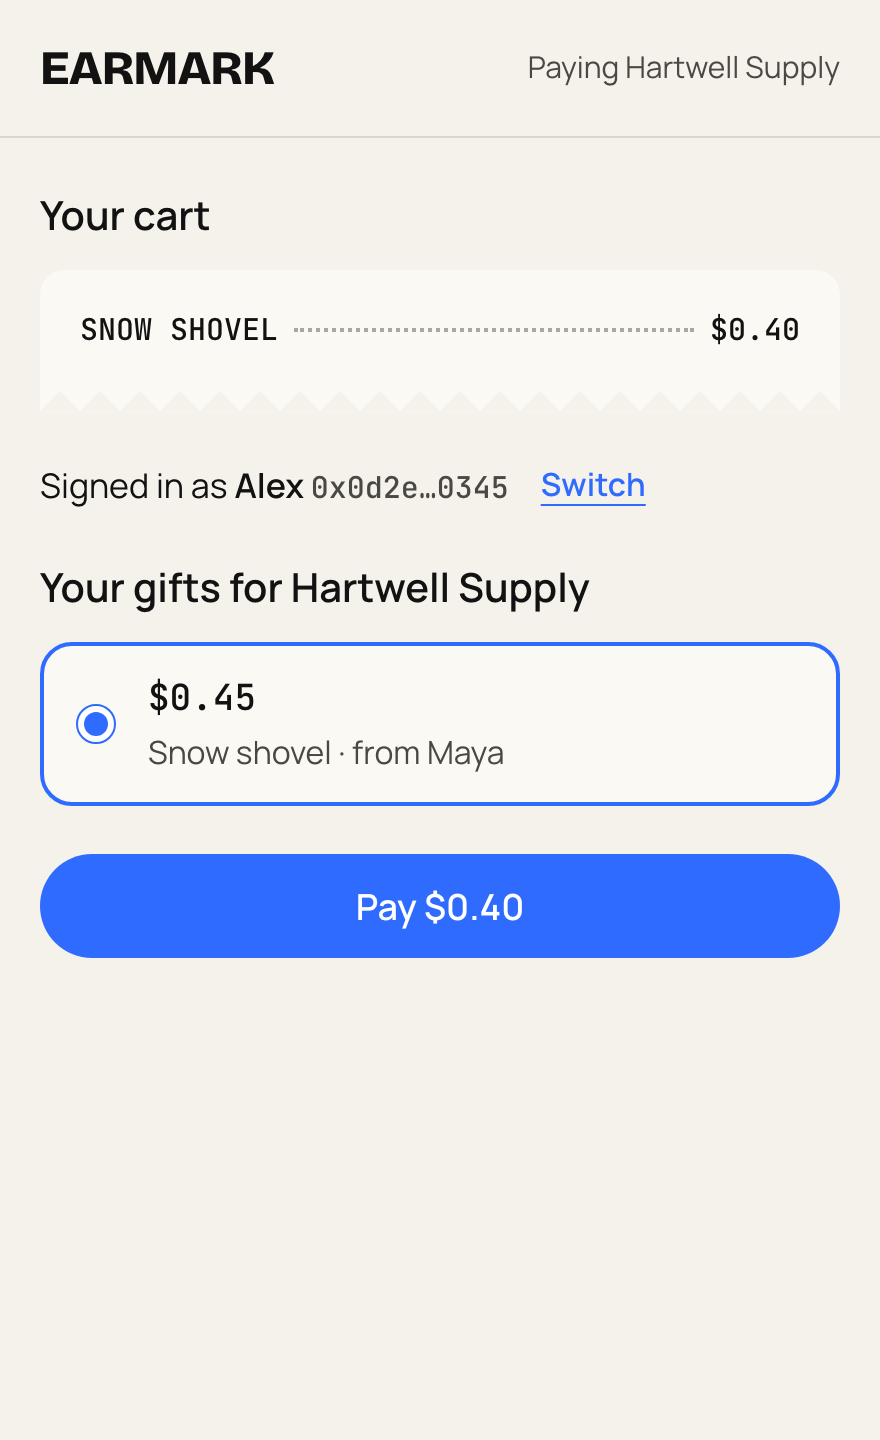 EARMARK
Paying Hartwell Supply
Your cart
SNOW SHOVEL $0.40
Signed in as Alex 0x0d2e…0345 Switch
Your gifts for Hartwell Supply
$0.45
Snow shovel · from Maya
Pay $0.40